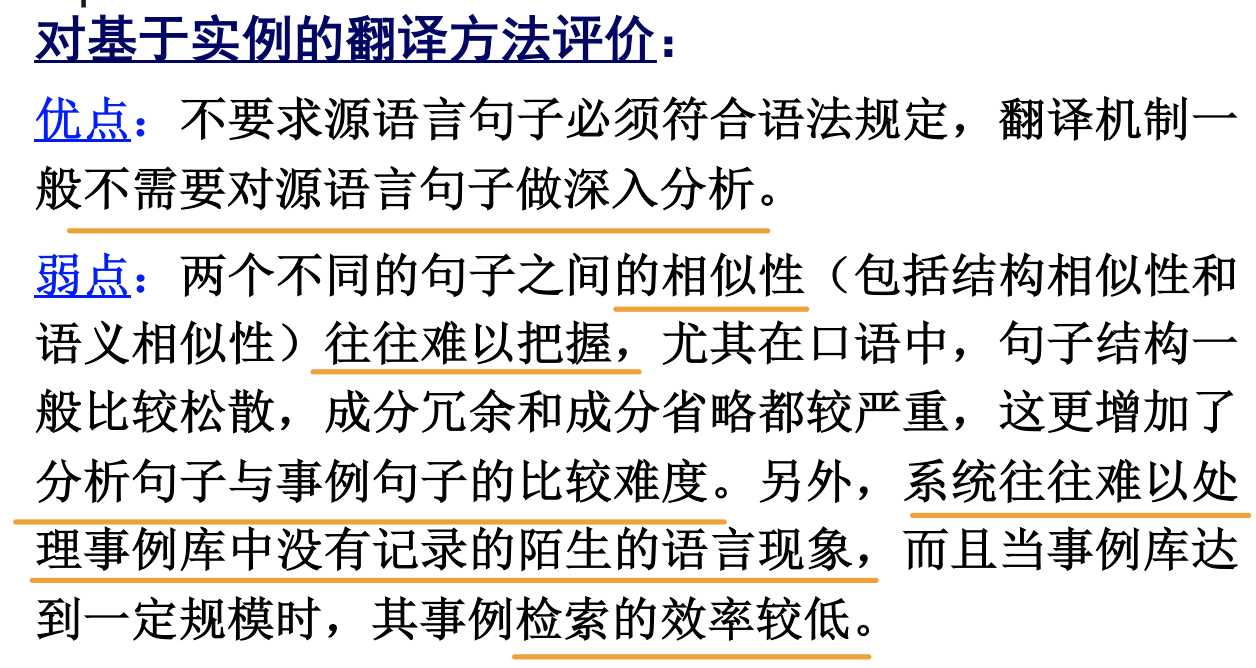 对基于实例的翻译方法评价：
优点：不要求源语言句子必须符合语法规定，翻译机制一
般不需要对源语言句子做深入分析。
弱点：两个不同的句子之间的相似性（包括结构相似性和
语义相似性）往往难以把握，尤其在口语中，句子结构一
般比较松散，成分冗余和成分省略都较严重，这更增加了
分析句子与事例句子的比较难度。另外，系统往往难以处
理事例库中没有记录的陌生的语言现象，而且当事例库达
到一定规模时，其事例检索的效率较低。